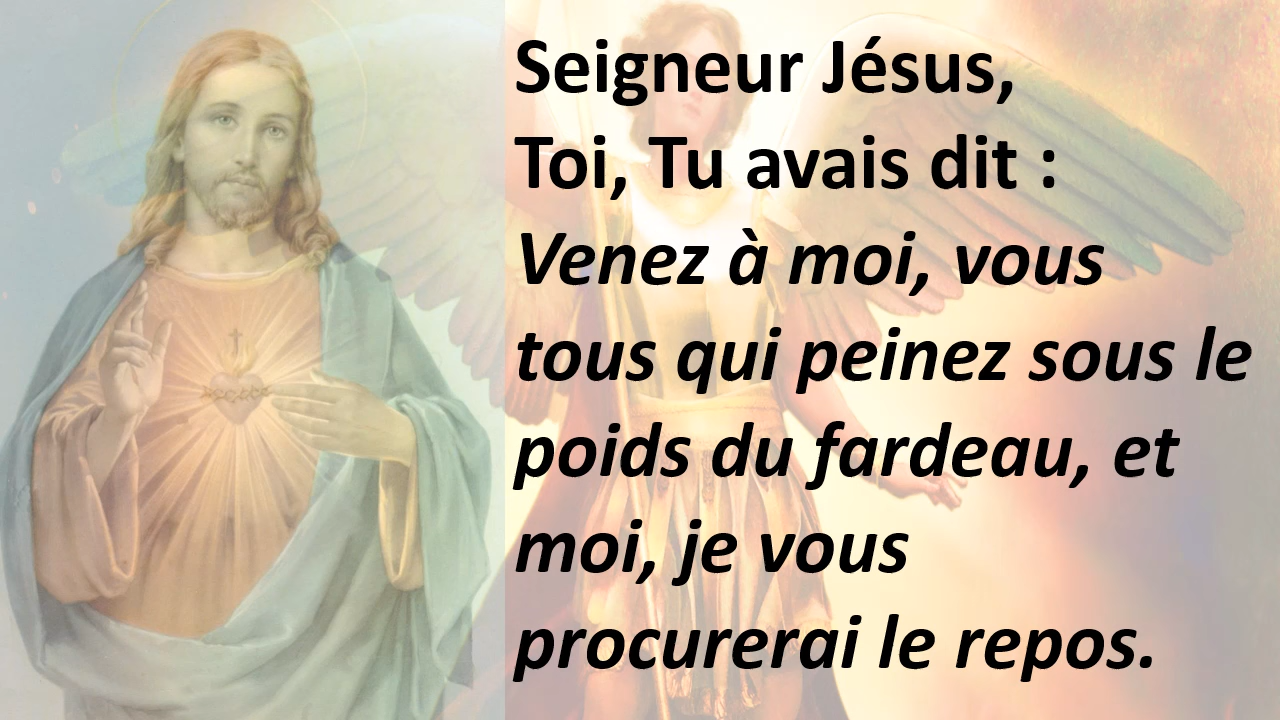 Seigneur Jésus,
Toi, Tu avais dit :
Venez à moi, vous
tous qui peinez sous le
poids du fardeau, et
moi, je vous
procurerai le repos.